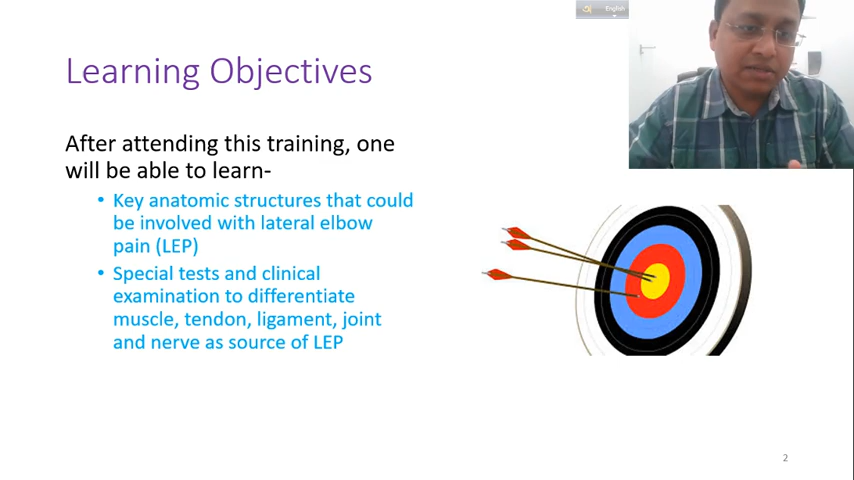 English
Learning Objectives
After attending this training, one
will be able to learn-
• Key anatomic structures that could
be involved with lateral elbow
pain (LEP)
• Special tests and clinical
examination to differentiate
muscle, tendon, ligament, joint
and nerve as source of LEP
2